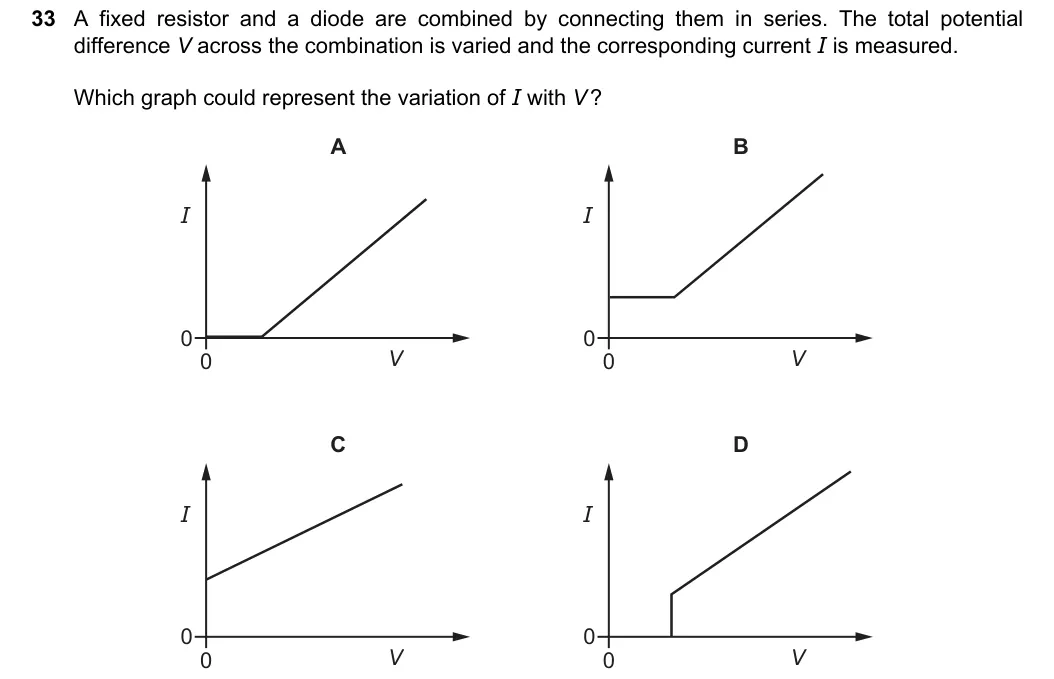 33 A fixed resistor and a diode are combined by connecting them in series. The total potential
difference V across the combination is varied and the corresponding current I is measured.
Which graph could represent the variation of I with V?
A
B
I
I
0
0
0
V
0
V
C
D
I
I
0
0
0
V
0
V